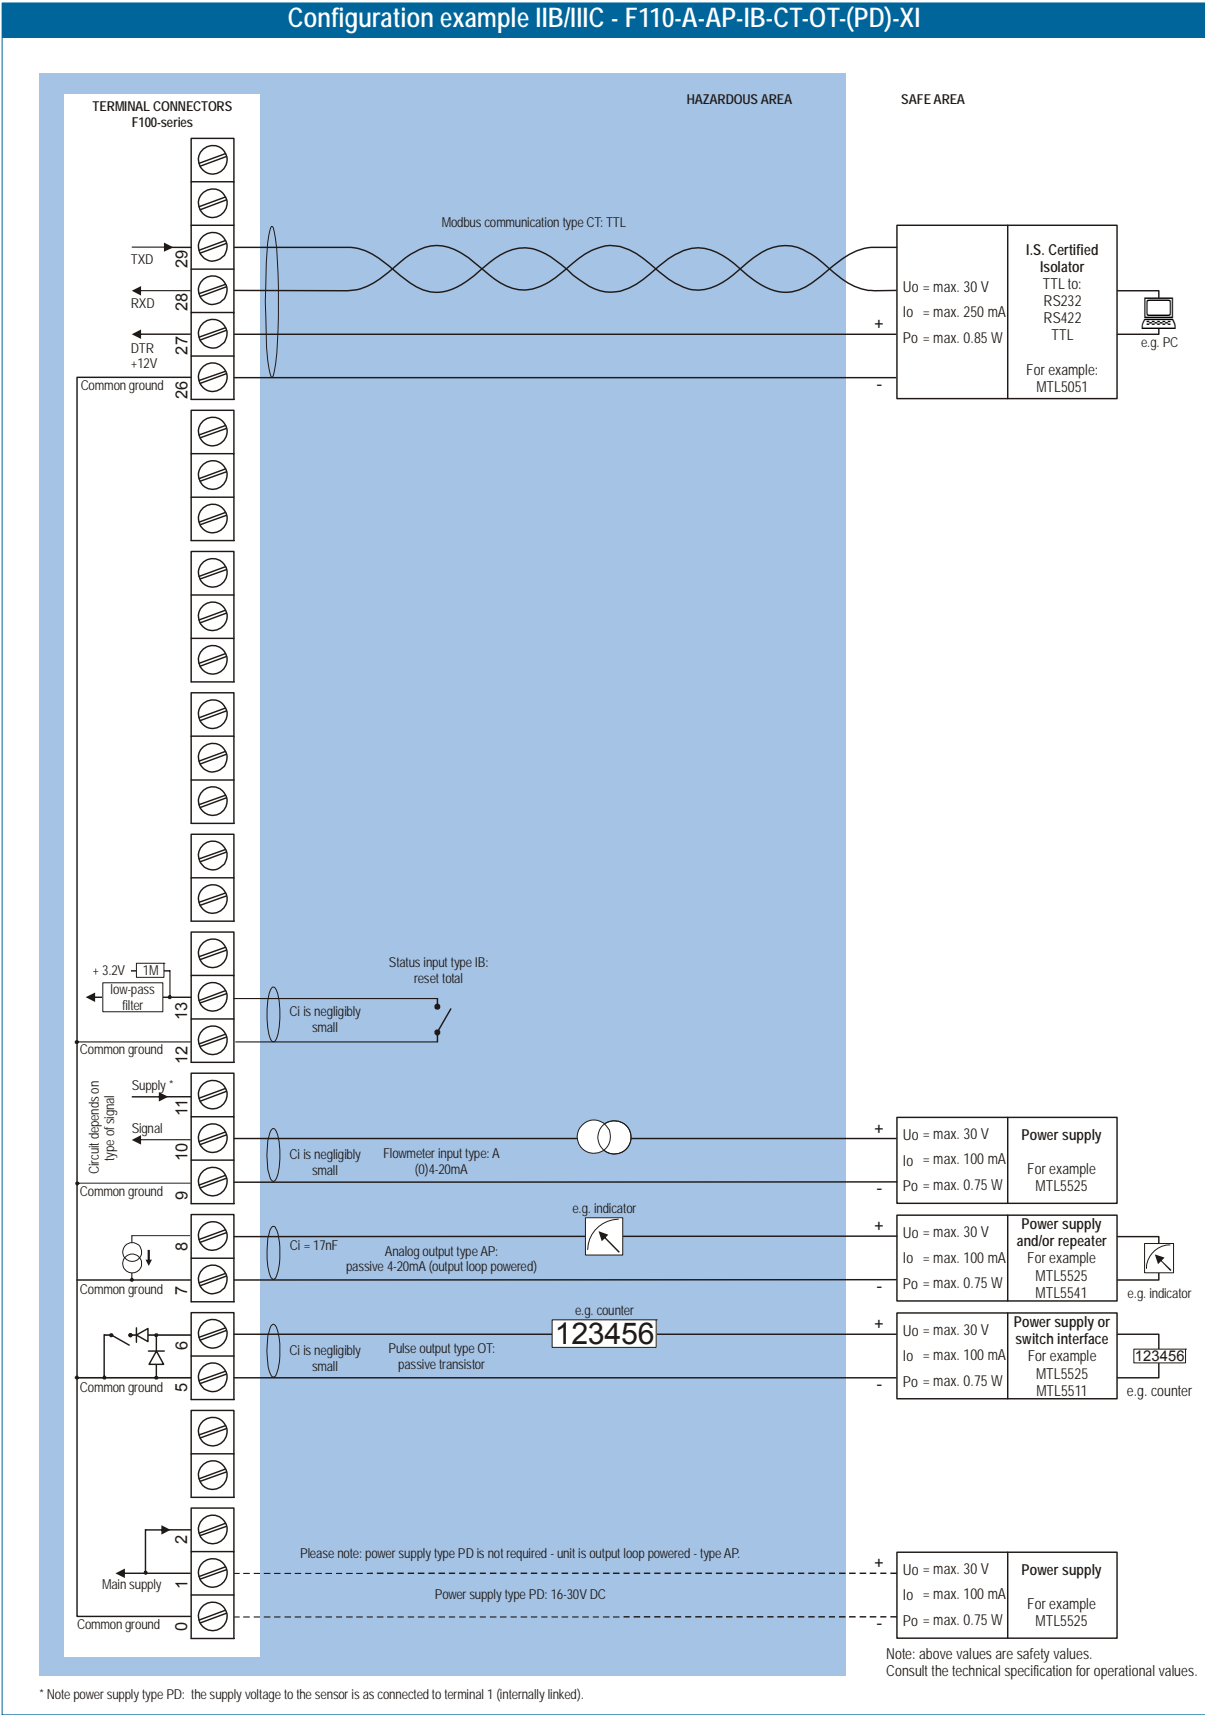 Configuration example IIB/IIIC - F110-A-AP-IB-CT-OT-(PD)-XI
TERMINAL CONNECTORS
F100-series
HAZARDOUS AREA
SAFE AREA
Modbus communication type CT: TTL
TXD
29
RXD
28
DTR
+12V
27
Common ground
26
+
-
Uo = max. 30 V
Io = max. 250 mA
Po = max. 0.85 W
I.S. Certified
Isolator
TTL to:
RS232
RS422
TTL
For example:
MTL5051
e.g. PC
+ 3.2V
1M
low-pass
filter
13
Common ground
12
Ci is negligibly
small
Status input type IB:
reset total
Circuit depends on
type of signal
Supply *
11
Signal
10
Common ground
9
Ci is negligibly
small
Flowmeter input type: A
(0)4-20mA
+
-
Uo = max. 30 V
Io = max. 100 mA
Po = max. 0.75 W
Power supply
For example
MTL5525
8
Common ground
7
Ci = 17nF
e.g. indicator
Analog output type AP:
passive 4-20mA (output loop powered)
+
-
Uo = max. 30 V
Io = max. 100 mA
Po = max. 0.75 W
Power supply
and/or repeater
For example
MTL5525
MTL5541
e.g. indicator
6
Common ground
5
Ci is negligibly
small
e.g. counter
123456
Pulse output type OT:
passive transistor
+
-
Uo = max. 30 V
Io = max. 100 mA
Po = max. 0.75 W
Power supply or
switch interface
For example
MTL5525
MTL5511
123456
e.g. counter
2
Main supply
1
Common ground
0
Please note: power supply type PD is not required - unit is output loop powered - type AP.
Power supply type PD: 16-30V DC
+
-
Uo = max. 30 V
Io = max. 100 mA
Po = max. 0.75 W
Power supply
For example
MTL5525
Note: above values are safety values.
Consult the technical specification for operational values.
* Note power supply type PD: the supply voltage to the sensor is as connected to terminal 1 (internally linked).